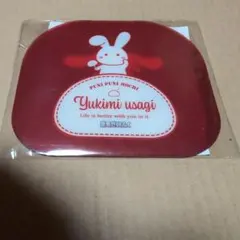 PUNI PUNI MOCHI
Yukimi usagi
Life is better with you in it.